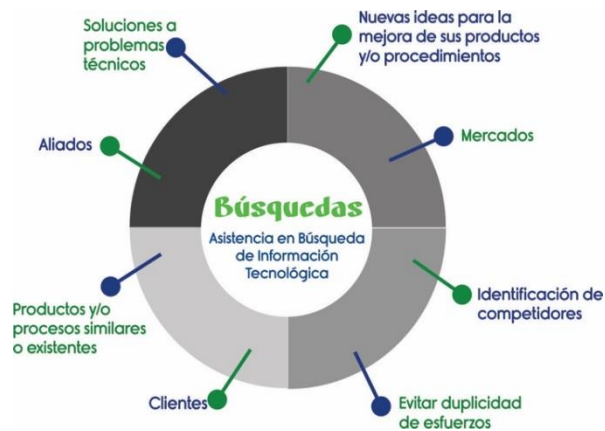 Soluciones a
problemas
técnicos
Nuevas ideas para la
mejora de sus productos
y/o procedimientos
Aliados
Mercados
Búsquedas
Asistencia en Búsqueda
de Información
Tecnológica
Productos y/o
procesos similares
o existentes
Identificación de
competidores
Clientes
Evitar duplicidad
de esfuerzos